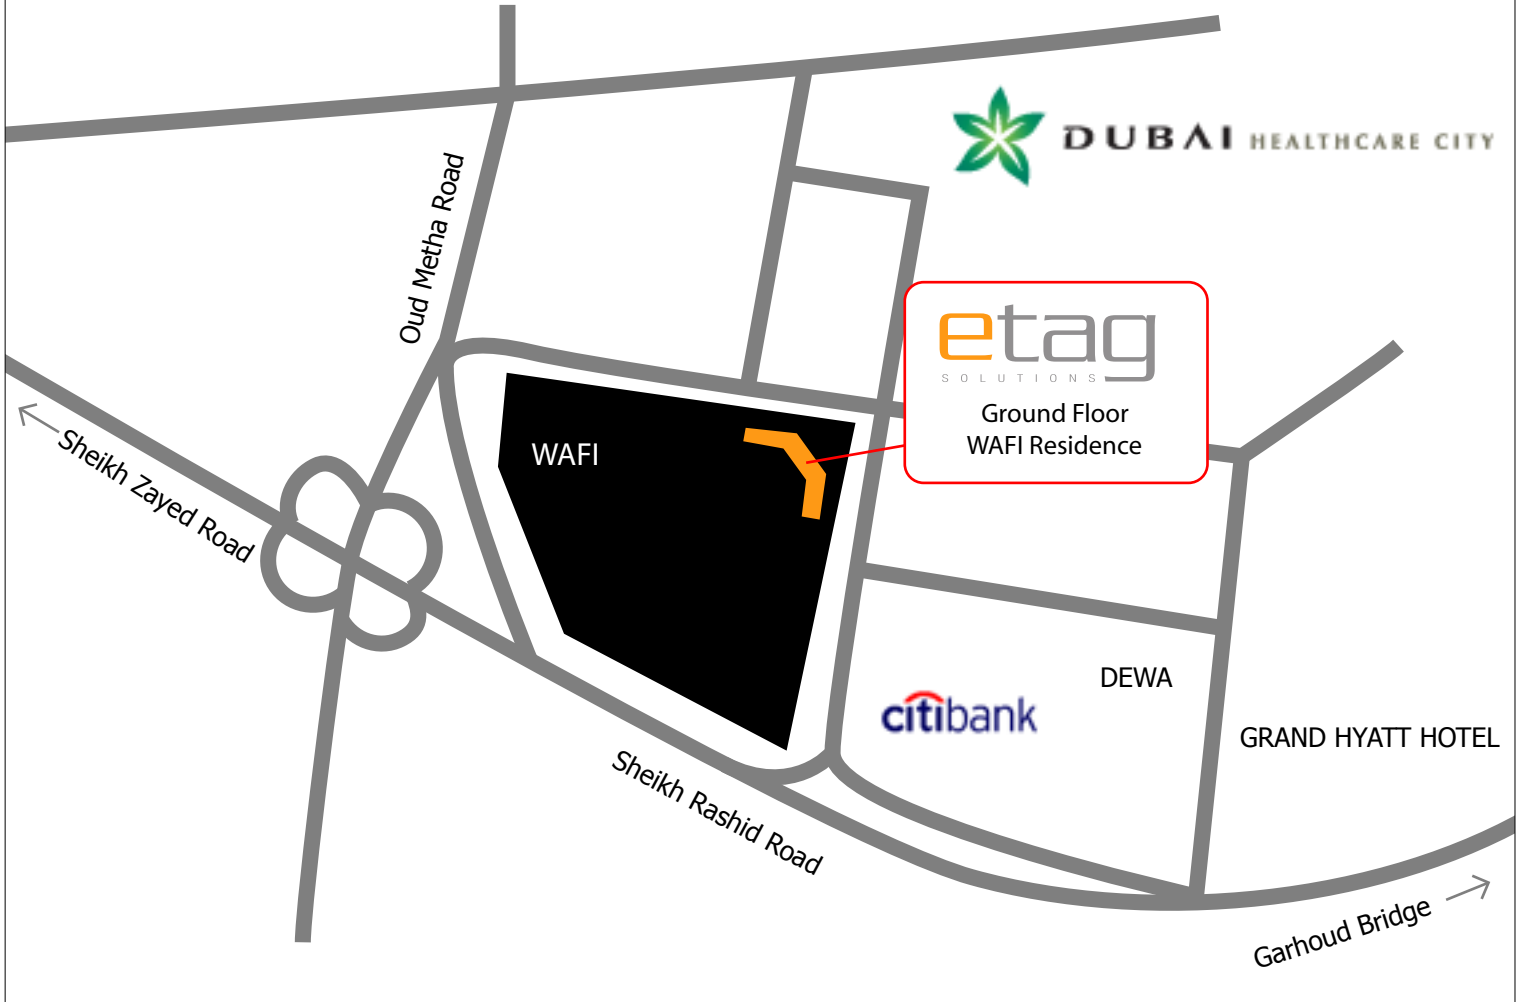 DUBAI HEALTHCARE CITY
Oud Metha Road
etag
SOLUTIONS
Ground Floor
WAFI Residence
WAFI
Sheikh Zayed Road
DEWA
citibank
GRAND HYATT HOTEL
Sheikh Rashid Road
Garhoud Bridge